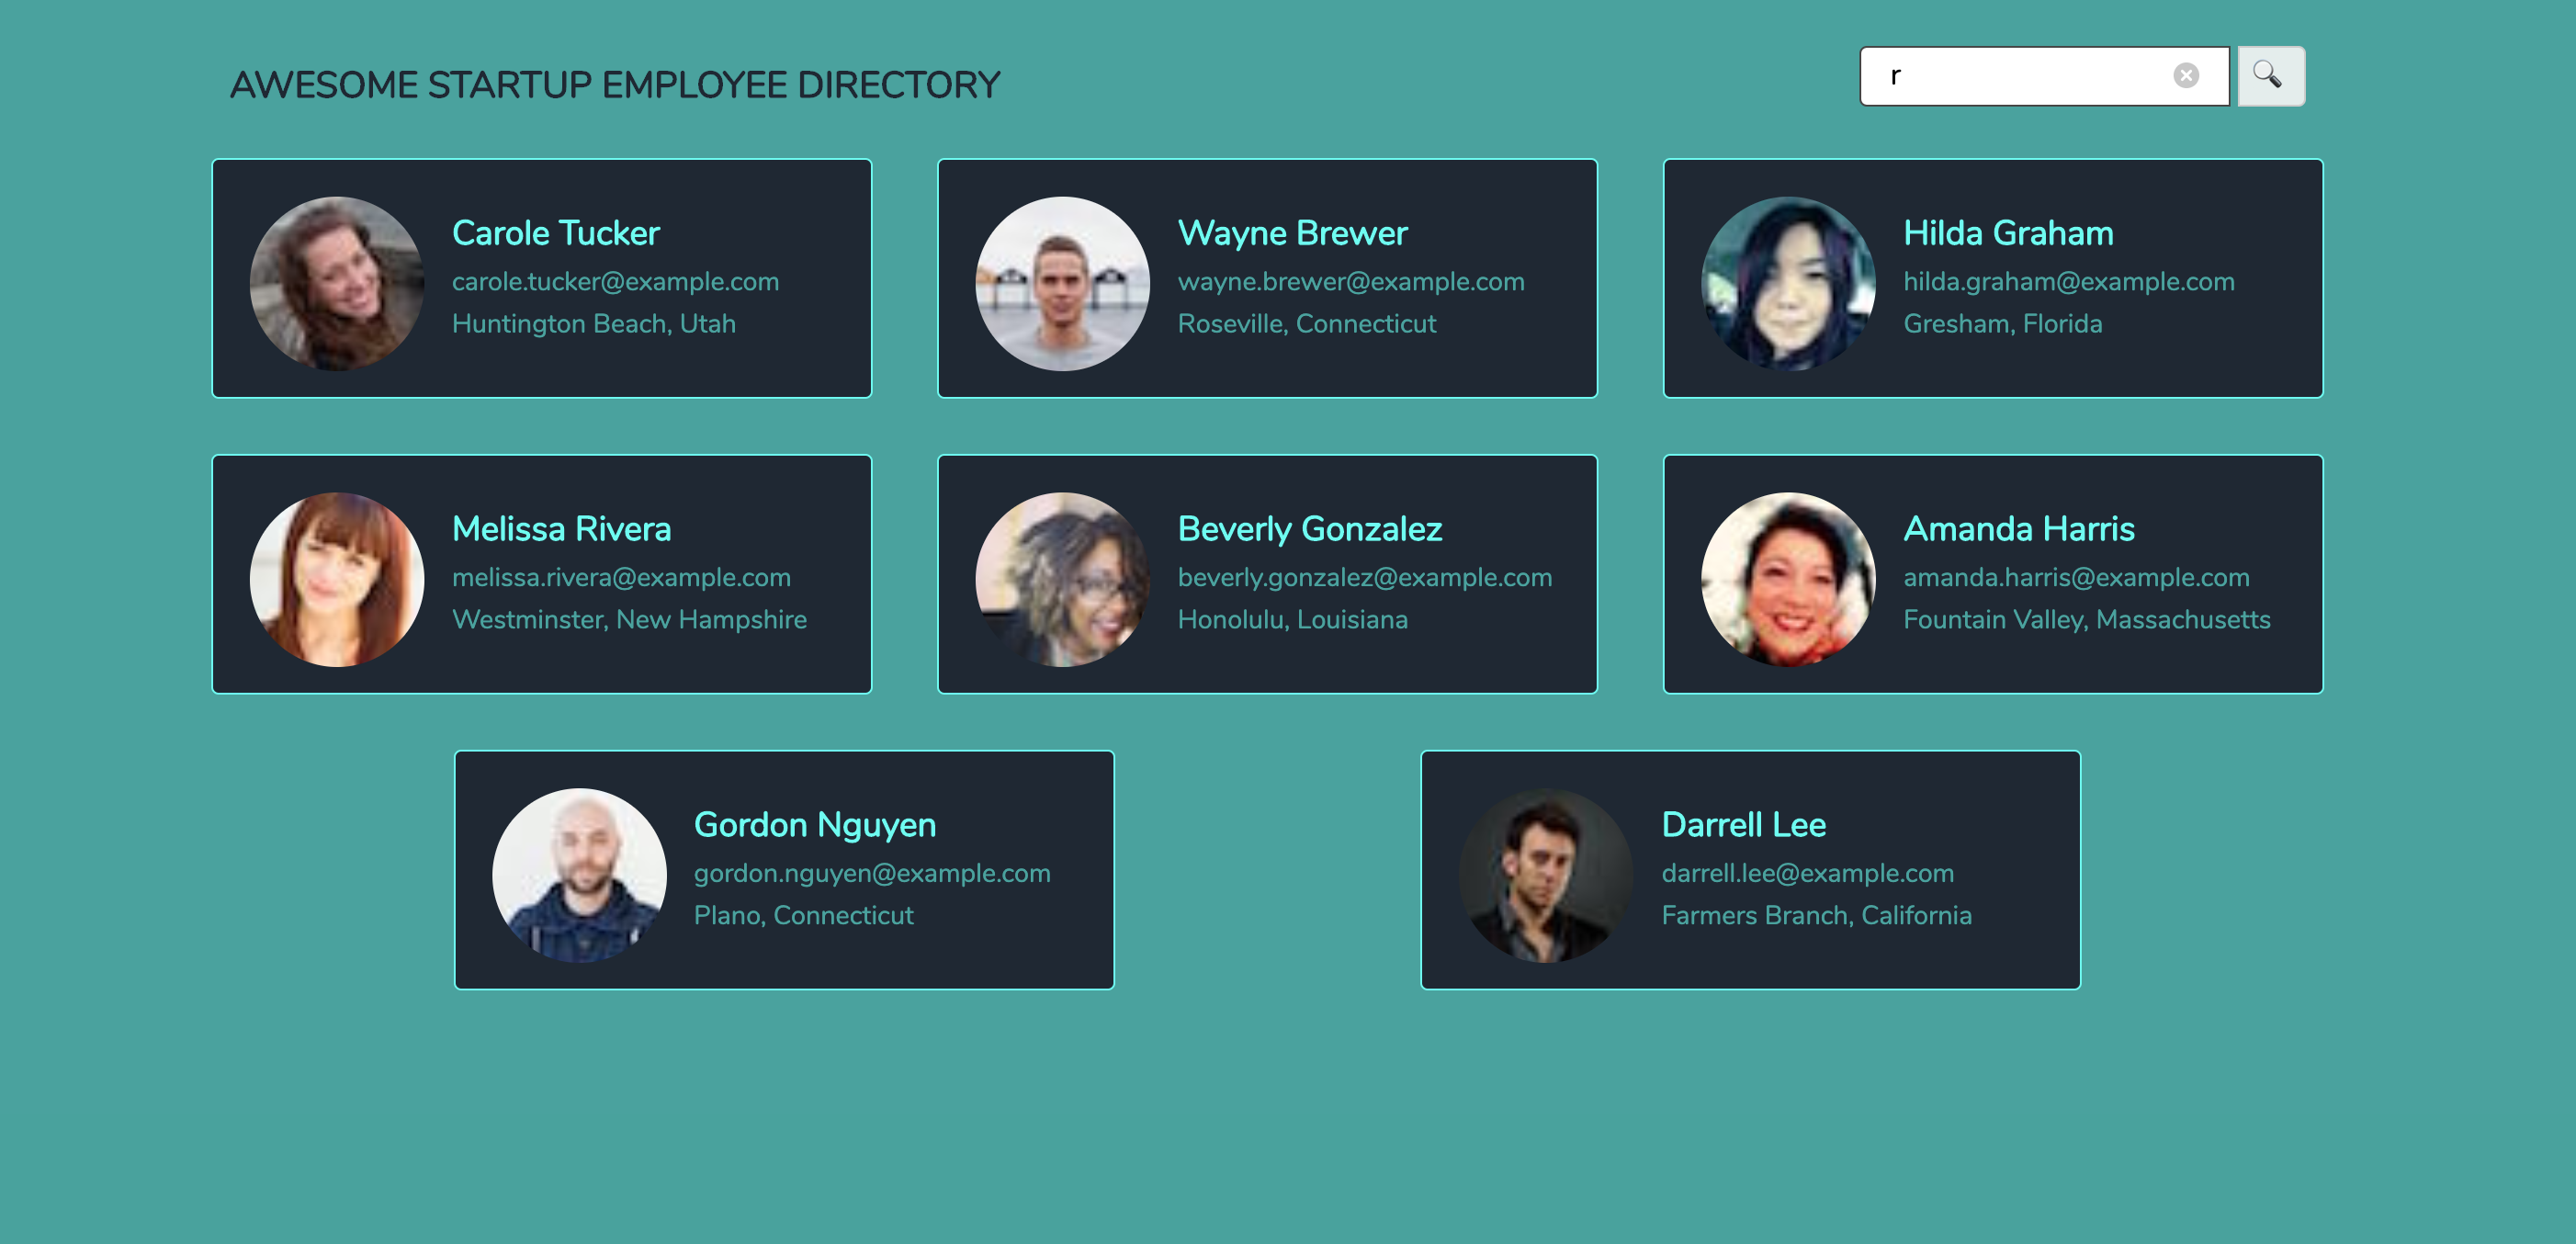 AWESOME STARTUP EMPLOYEE DIRECTORY
r
Carole Tucker
carole.tucker@example.com
Huntington Beach, Utah
Wayne Brewer
wayne.brewer@example.com
Roseville, Connecticut
Hilda Graham
hilda.graham@example.com
Gresham, Florida
Melissa Rivera
melissa.rivera@example.com
Westminster, New Hampshire
Beverly Gonzalez
beverly.gonzalez@example.com
Honolulu, Louisiana
Amanda Harris
amanda.harris@example.com
Fountain Valley, Massachusetts
Gordon Nguyen
gordon.nguyen@example.com
Plano, Connecticut
Darrell Lee
darrell.lee@example.com
Farmers Branch, California